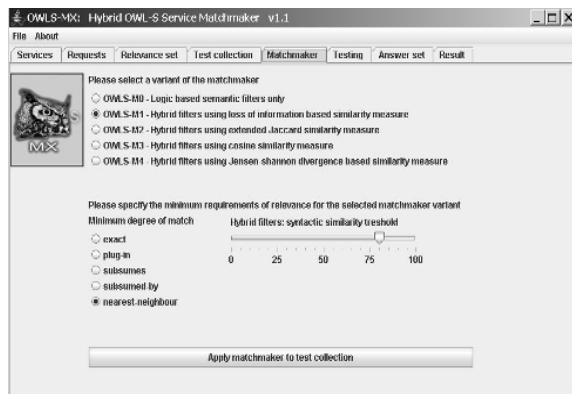 OWLS-MX: Hybrid OWL-S Service Matchmaker v1.1
File About
Services Requests Relevance set Test collection Matchmaker Testing Answer set Result
Please select a variant of the matchmaker
OWLS-M0 - Logic based semantic filters only
OWLS-M1 - Hybrid filters using loss of information based similarity measure
OWLS-M2 - Hybrid filters using extended Jaccard similarity measure
OWLS-M3 - Hybrid filters using cosine similarity measure
OWLS-M4 - Hybrid filters using Jensen shannon divergence based similarity measure
S
MX
Please specify the minimum requirements of relevance for the selected matchmaker variant
Minimum degree of match Hybrid filters: syntactic similarity treshold
exact
plug-in
0 25 50 75 100
subsumes
subsumed-by
nearest-neighbour
Apply matchmaker to test collection